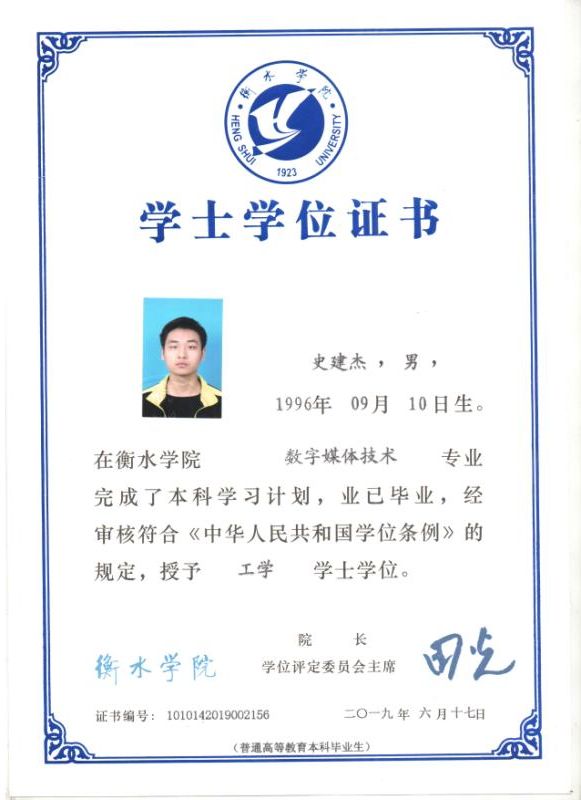 衡水学院
HENG SHUI UNIVERSITY
1923
学士学位证书
史建杰，男，
1996年 09月 10日生。
在衡水学院 数字媒体技术 专业
完成了本科学习计划，业已毕业，经
审核符合《中华人民共和国学位条例》的
规定，授予 工学 学士学位。
院 长
衡水学院 学位评定委员会主席 田光
证书编号：1010142019002156 二〇一九年 六月十七日
（普通高等教育本科毕业生）